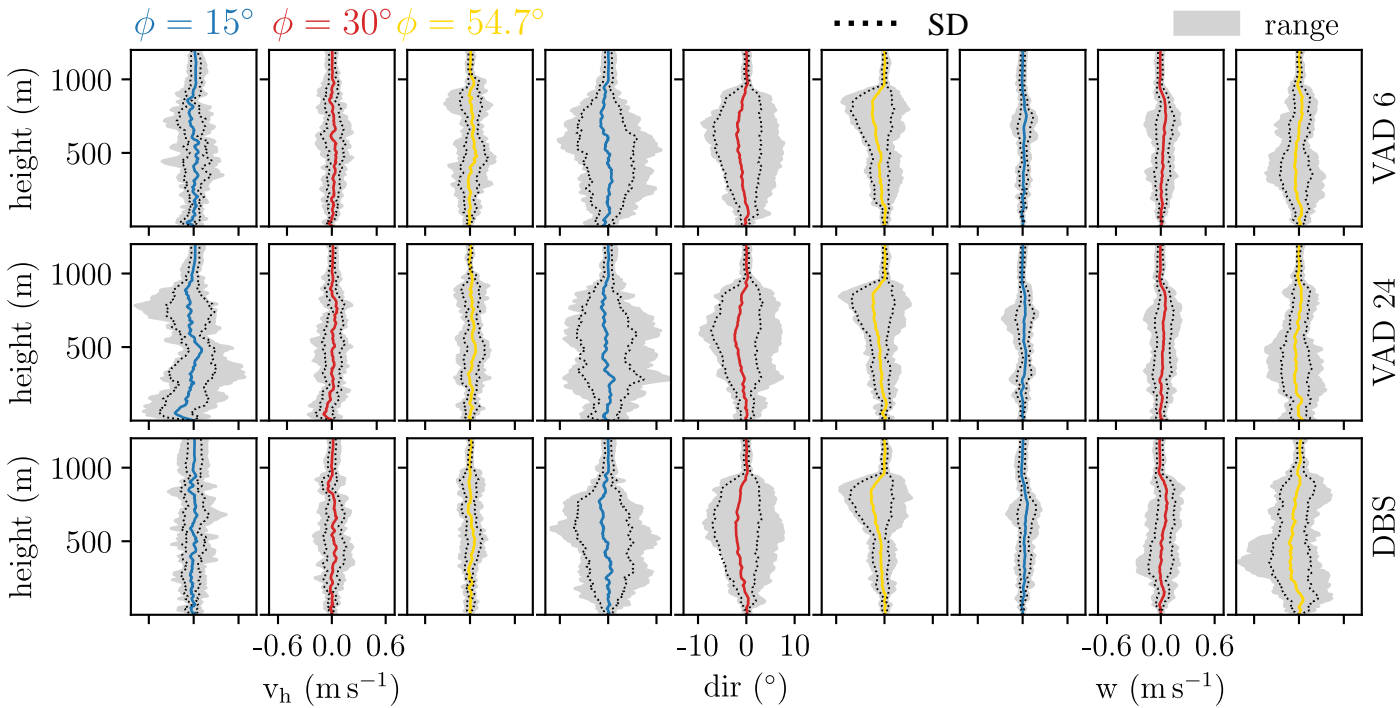 ϕ = 15° ϕ = 30° ϕ = 54.7° SD range
1000
500
height (m)
VAD 6
1000
500
height (m)
VAD 24
1000
500
height (m)
DBS
-0.6 0.0 0.6 -10 0 10 -0.6 0.0 0.6
v_h (m s⁻¹) dir (°) w (m s⁻¹)